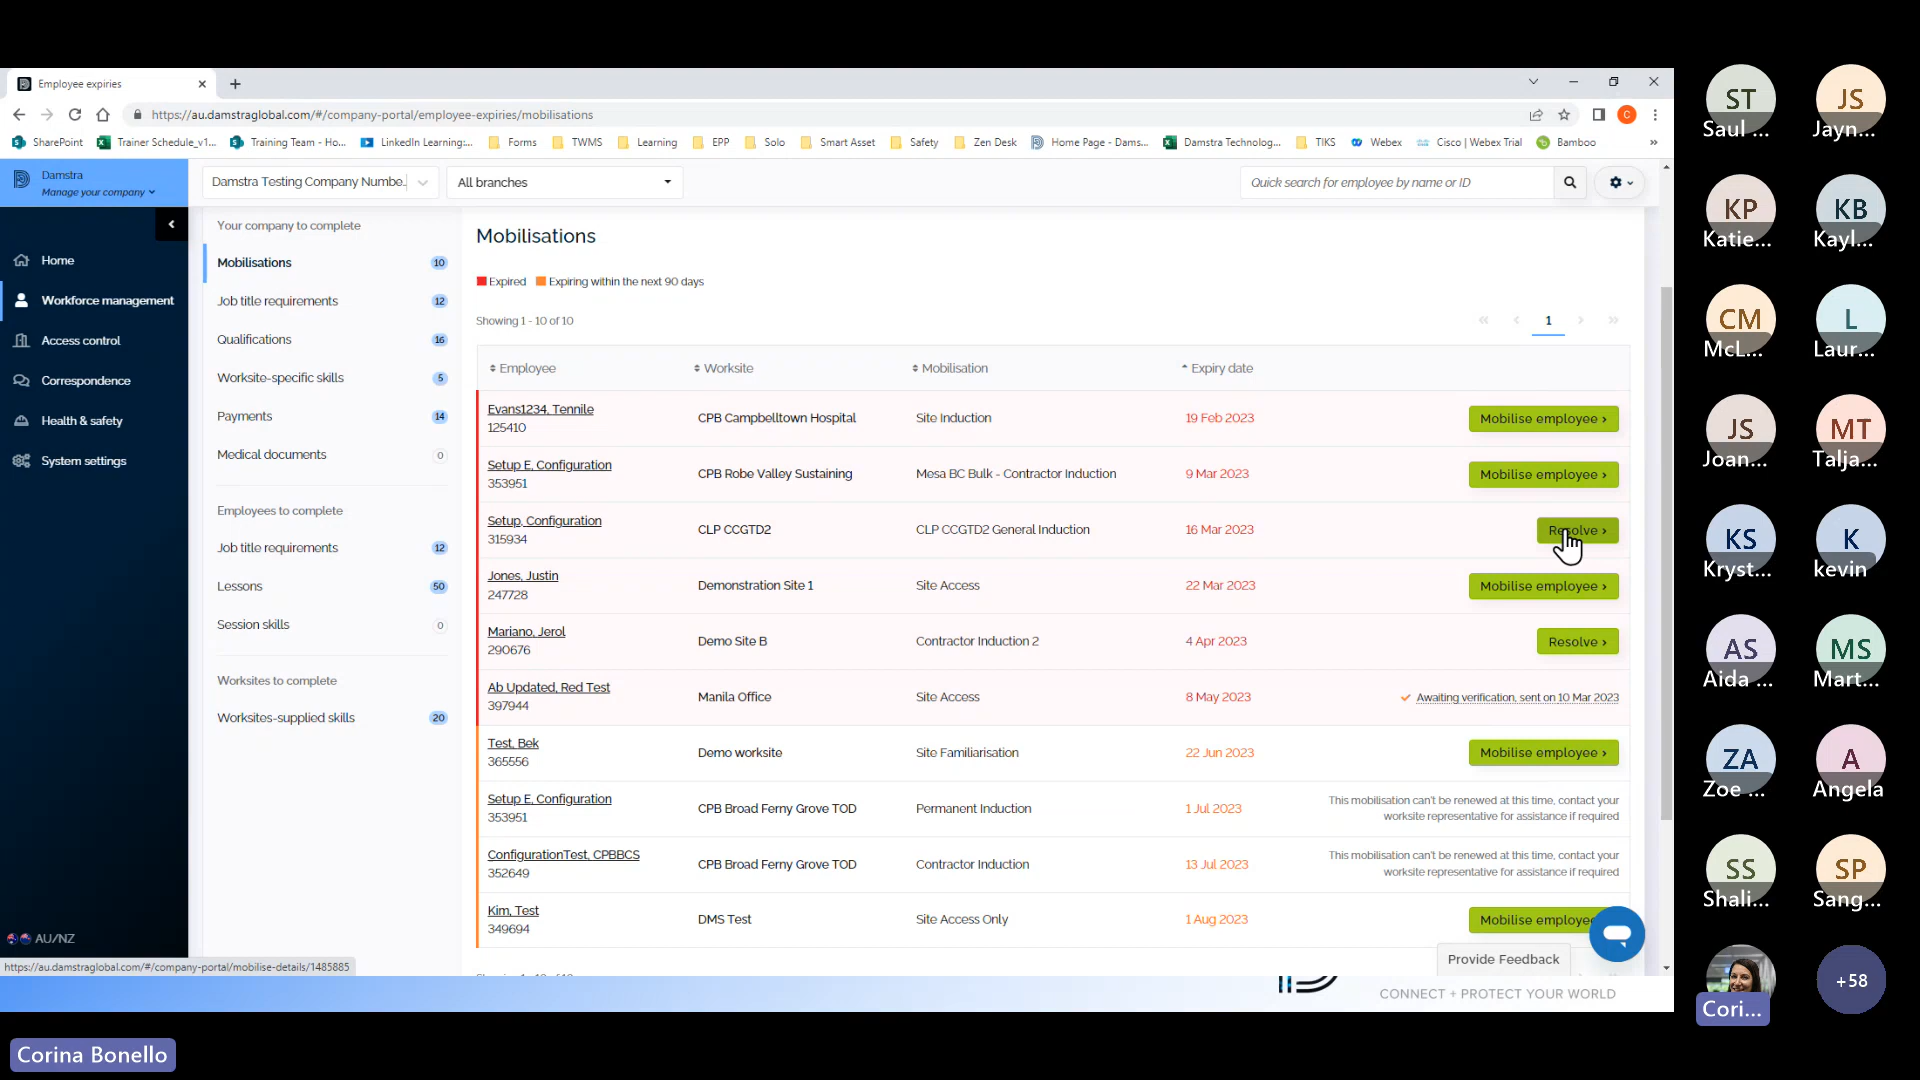 Employee expiries
https://au.damstraglobal.com/#/company-portal/employee-expiries/mobilisations
C
SharePoint
Trainer Schedule_v1...
Training Team - Ho...
LinkedIn Learning:...
Forms
TWMS
Learning
EPP
Solo
Smart Asset
Safety
Zen Desk
Home Page - Dams...
Damstra Technolog...
TIKS
Webex
Cisco | Webex Trial
Bamboo
»
Damstra
Manage your company
Damstra Testing Company Numbe..
All branches
Quick search for employee by name or ID
Home
Workforce management
Access control
Correspondence
Health & safety
System settings
AU/NZ
Your company to complete
Mobilisations 10
Job title requirements 12
Qualifications 16
Worksite-specific skills 5
Payments 14
Medical documents 0
Employees to complete
Job title requirements 12
Lessons 50
Session skills 0
Worksites to complete
Worksites-supplied skills 20
Mobilisations
Expired Expiring within the next 90 days
Showing 1 - 10 of 10
« ‹ 1 › »
Employee Worksite Mobilisation Expiry date
Evans1234, Tennile
125410
CPB Campbelltown Hospital Site Induction 19 Feb 2023 Mobilise employee ›
Setup E, Configuration
353951
CPB Robe Valley Sustaining Mesa BC Bulk - Contractor Induction 9 Mar 2023 Mobilise employee ›
Setup, Configuration
315934
CLP CCGTD2 CLP CCGTD2 General Induction 16 Mar 2023 Resolve ›
Jones, Justin
247728
Demonstration Site 1 Site Access 22 Mar 2023 Mobilise employee ›
Mariano, Jerol
290676
Demo Site B Contractor Induction 2 4 Apr 2023 Resolve ›
Ab Updated, Red Test
397944
Manila Office Site Access 8 May 2023 Awaiting verification, sent on 10 Mar 2023
Test, Bek
365556
Demo worksite Site Familiarisation 22 Jun 2023 Mobilise employee ›
Setup E, Configuration
353951
CPB Broad Ferny Grove TOD Permanent Induction 1 Jul 2023
This mobilisation can't be renewed at this time, contact your
worksite representative for assistance if required
ConfigurationTest, CPBBCS
352649
CPB Broad Ferny Grove TOD Contractor Induction 13 Jul 2023
This mobilisation can't be renewed at this time, contact your
worksite representative for assistance if required
Kim, Test
349694
DMS Test Site Access Only 1 Aug 2023 Mobilise employee
Provide Feedback
https://au.damstraglobal.com/#/company-portal/mobilise-details/1485885
CONNECT + PROTECT YOUR WORLD
Corina Bonello
ST
Saul ...
JS
Jayn...
KP
Katie...
KB
Kayl...
CM
McL...
L
Laur...
JS
Joan...
MT
Talja...
KS
Kryst...
K
kevin
AS
Aida ...
MS
Mart...
ZA
Zoe ...
A
Angela
SS
Shali...
SP
Sang...
Cori...
+58